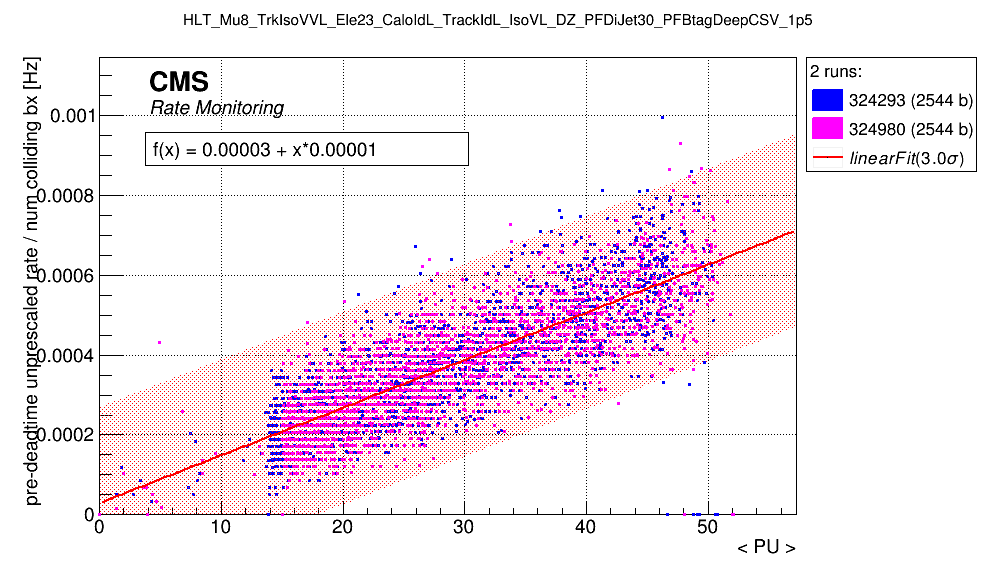 HLT_Mu8_TrkIsoVVL_Ele23_CaloIdL_TrackIdL_IsoVL_DZ_PFDiJet30_PFBtagDeepCSV_1p5
pre-deadtime unprescaled rate / num colliding bx [Hz]
CMS
Rate Monitoring
f(x) = 0.00003 + x*0.00001
0.001
0.0008
0.0006
0.0004
0.0002
0
0 10 20 30 40 50
< PU >
2 runs:
324293 (2544 b)
324980 (2544 b)
linearFit(3.0σ)